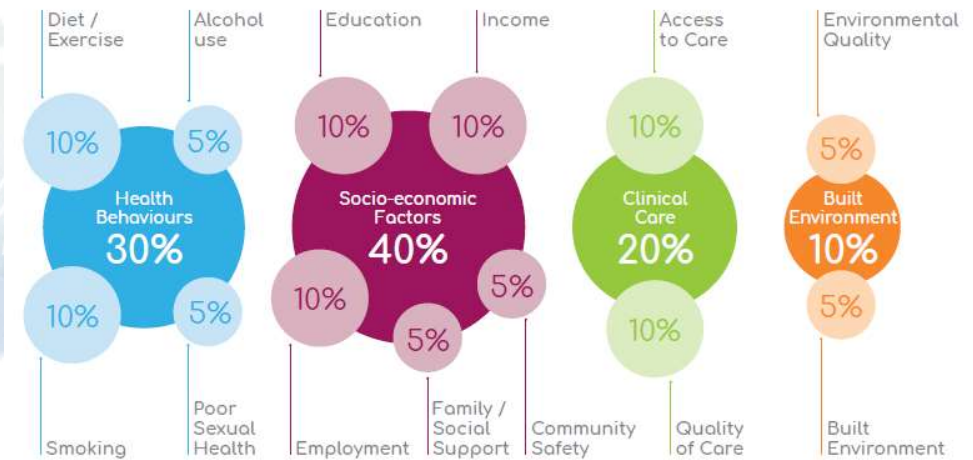 Diet /
Exercise
Alcohol
use
Education
Income
Access
to Care
Environmental
Quality
10%
5%
10%
10%
10%
5%
Health
Behaviours
30%
Socio-economic
Factors
40%
Clinical
Care
20%
Built
Environment
10%
10%
5%
10%
5%
5%
10%
5%
Smoking
Poor
Sexual
Health
Employment
Family /
Social
Support
Community
Safety
Quality
of Care
Built
Environment